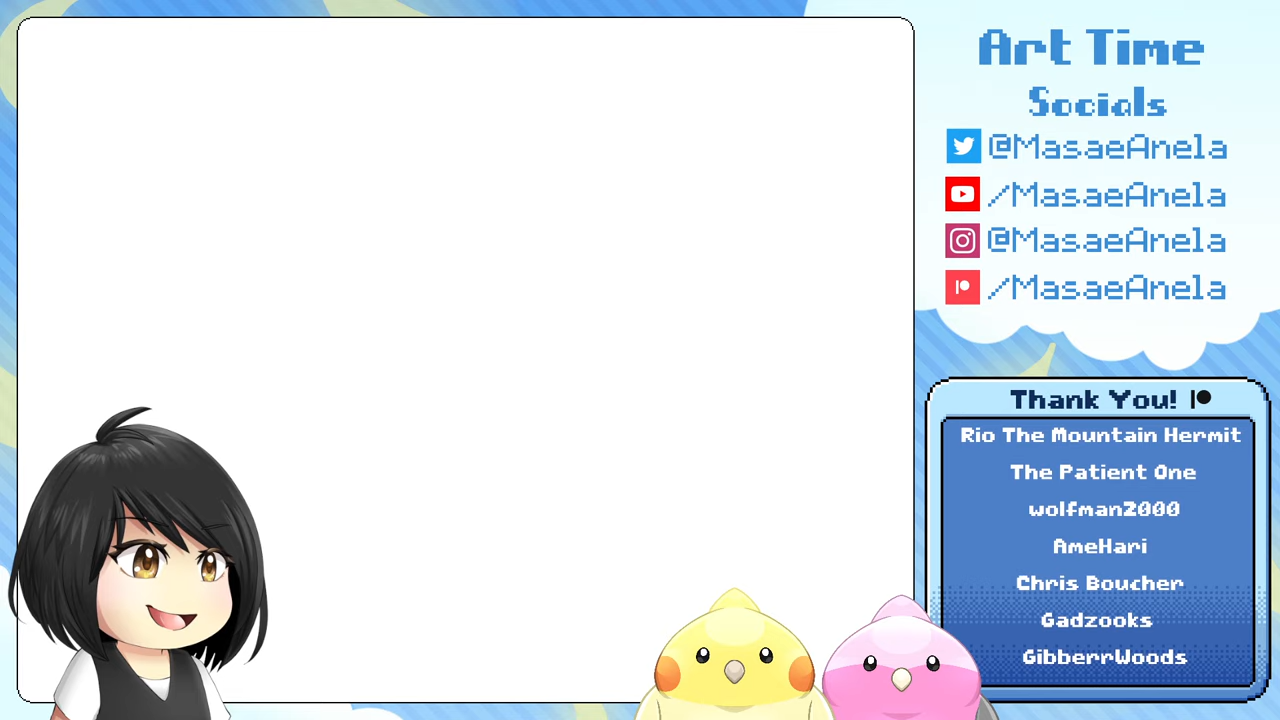 Art Time
Socials
@MasaeAnela
/MasaeAnela
@MasaeAnela
/MasaeAnela
Thank You!
Rio The Mountain Hermit
The Patient One
wolfman2000
AmeHari
Chris Boucher
Gadzooks
GibberrWoods